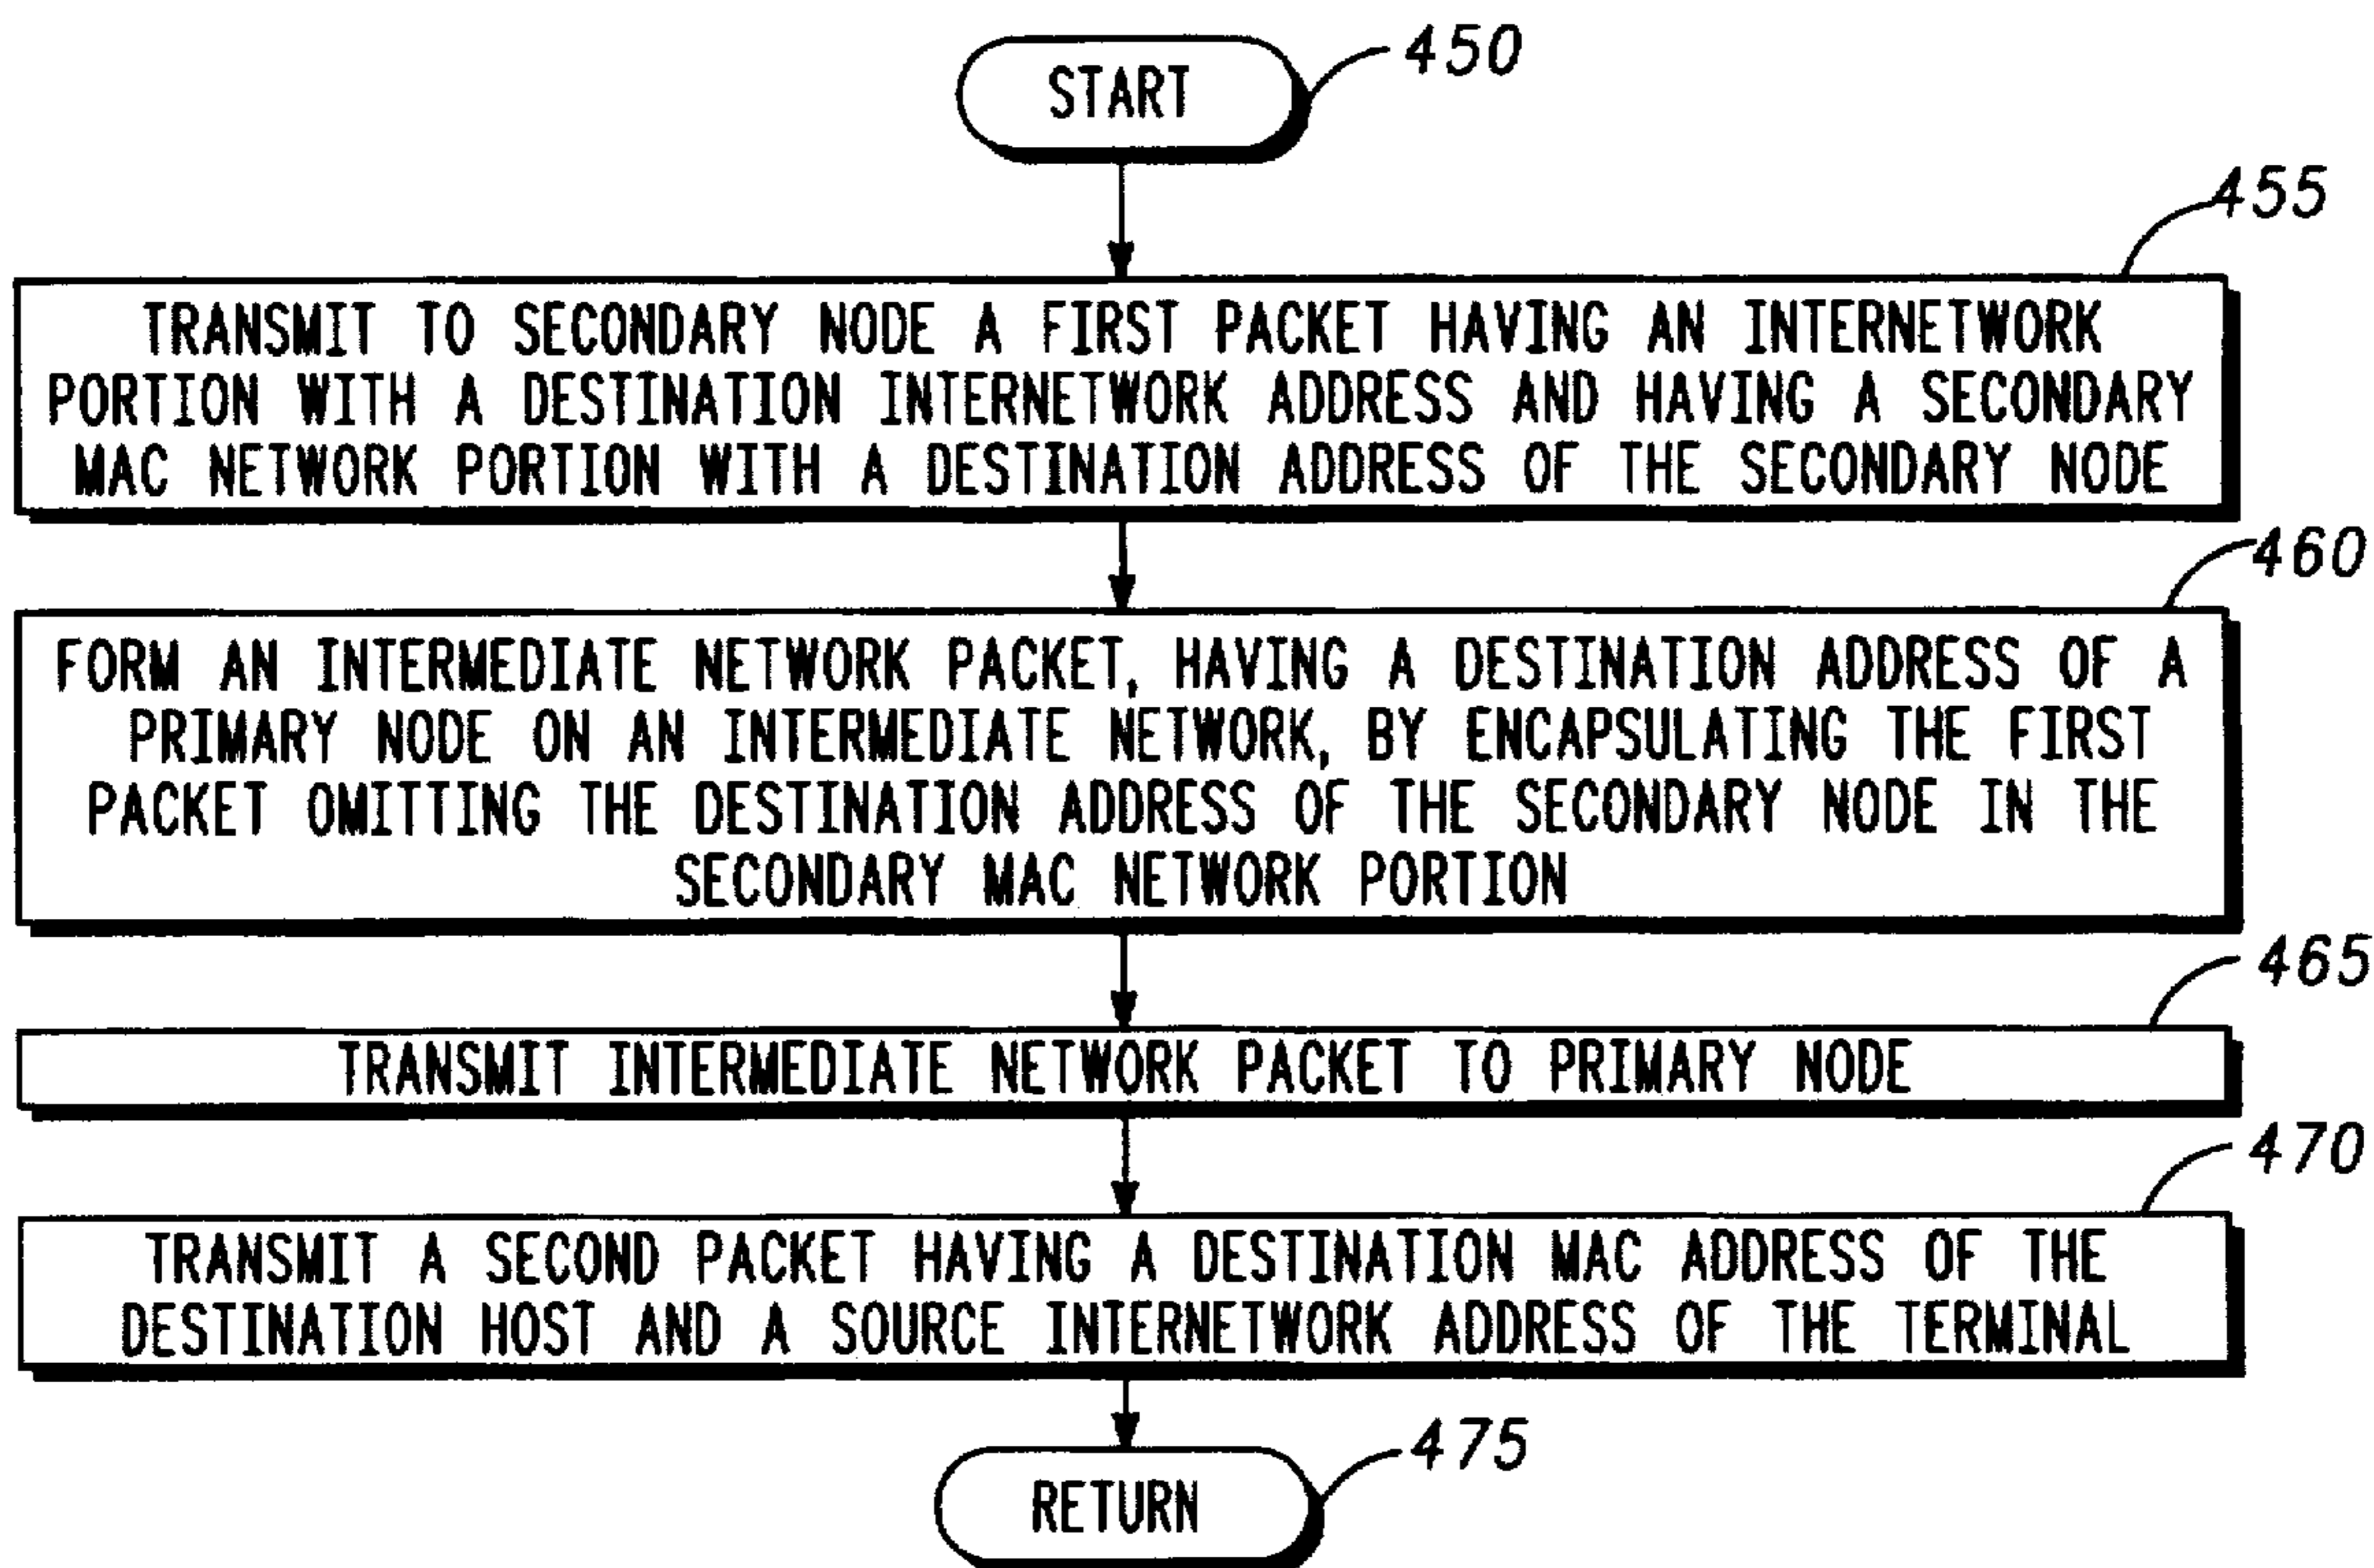 START
450
455
TRANSMIT TO SECONDARY NODE A FIRST PACKET HAVING AN INTERNETWORK
PORTION WITH A DESTINATION INTERNETWORK ADDRESS AND HAVING A SECONDARY
MAC NETWORK PORTION WITH A DESTINATION ADDRESS OF THE SECONDARY NODE
460
FORM AN INTERMEDIATE NETWORK PACKET, HAVING A DESTINATION ADDRESS OF A
PRIMARY NODE ON AN INTERMEDIATE NETWORK, BY ENCAPSULATING THE FIRST
PACKET OMITTING THE DESTINATION ADDRESS OF THE SECONDARY NODE IN THE
SECONDARY MAC NETWORK PORTION
465
TRANSMIT INTERMEDIATE NETWORK PACKET TO PRIMARY NODE
470
TRANSMIT A SECOND PACKET HAVING A DESTINATION MAC ADDRESS OF THE
DESTINATION HOST AND A SOURCE INTERNETWORK ADDRESS OF THE TERMINAL
475
RETURN